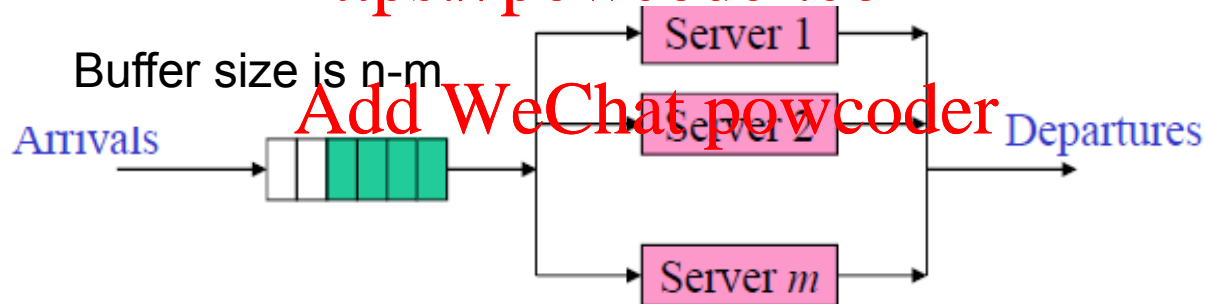 Server 1
Buffer size is n-m
Add WeChat powcoder
Server 2
Arrivals
Departures
Server m